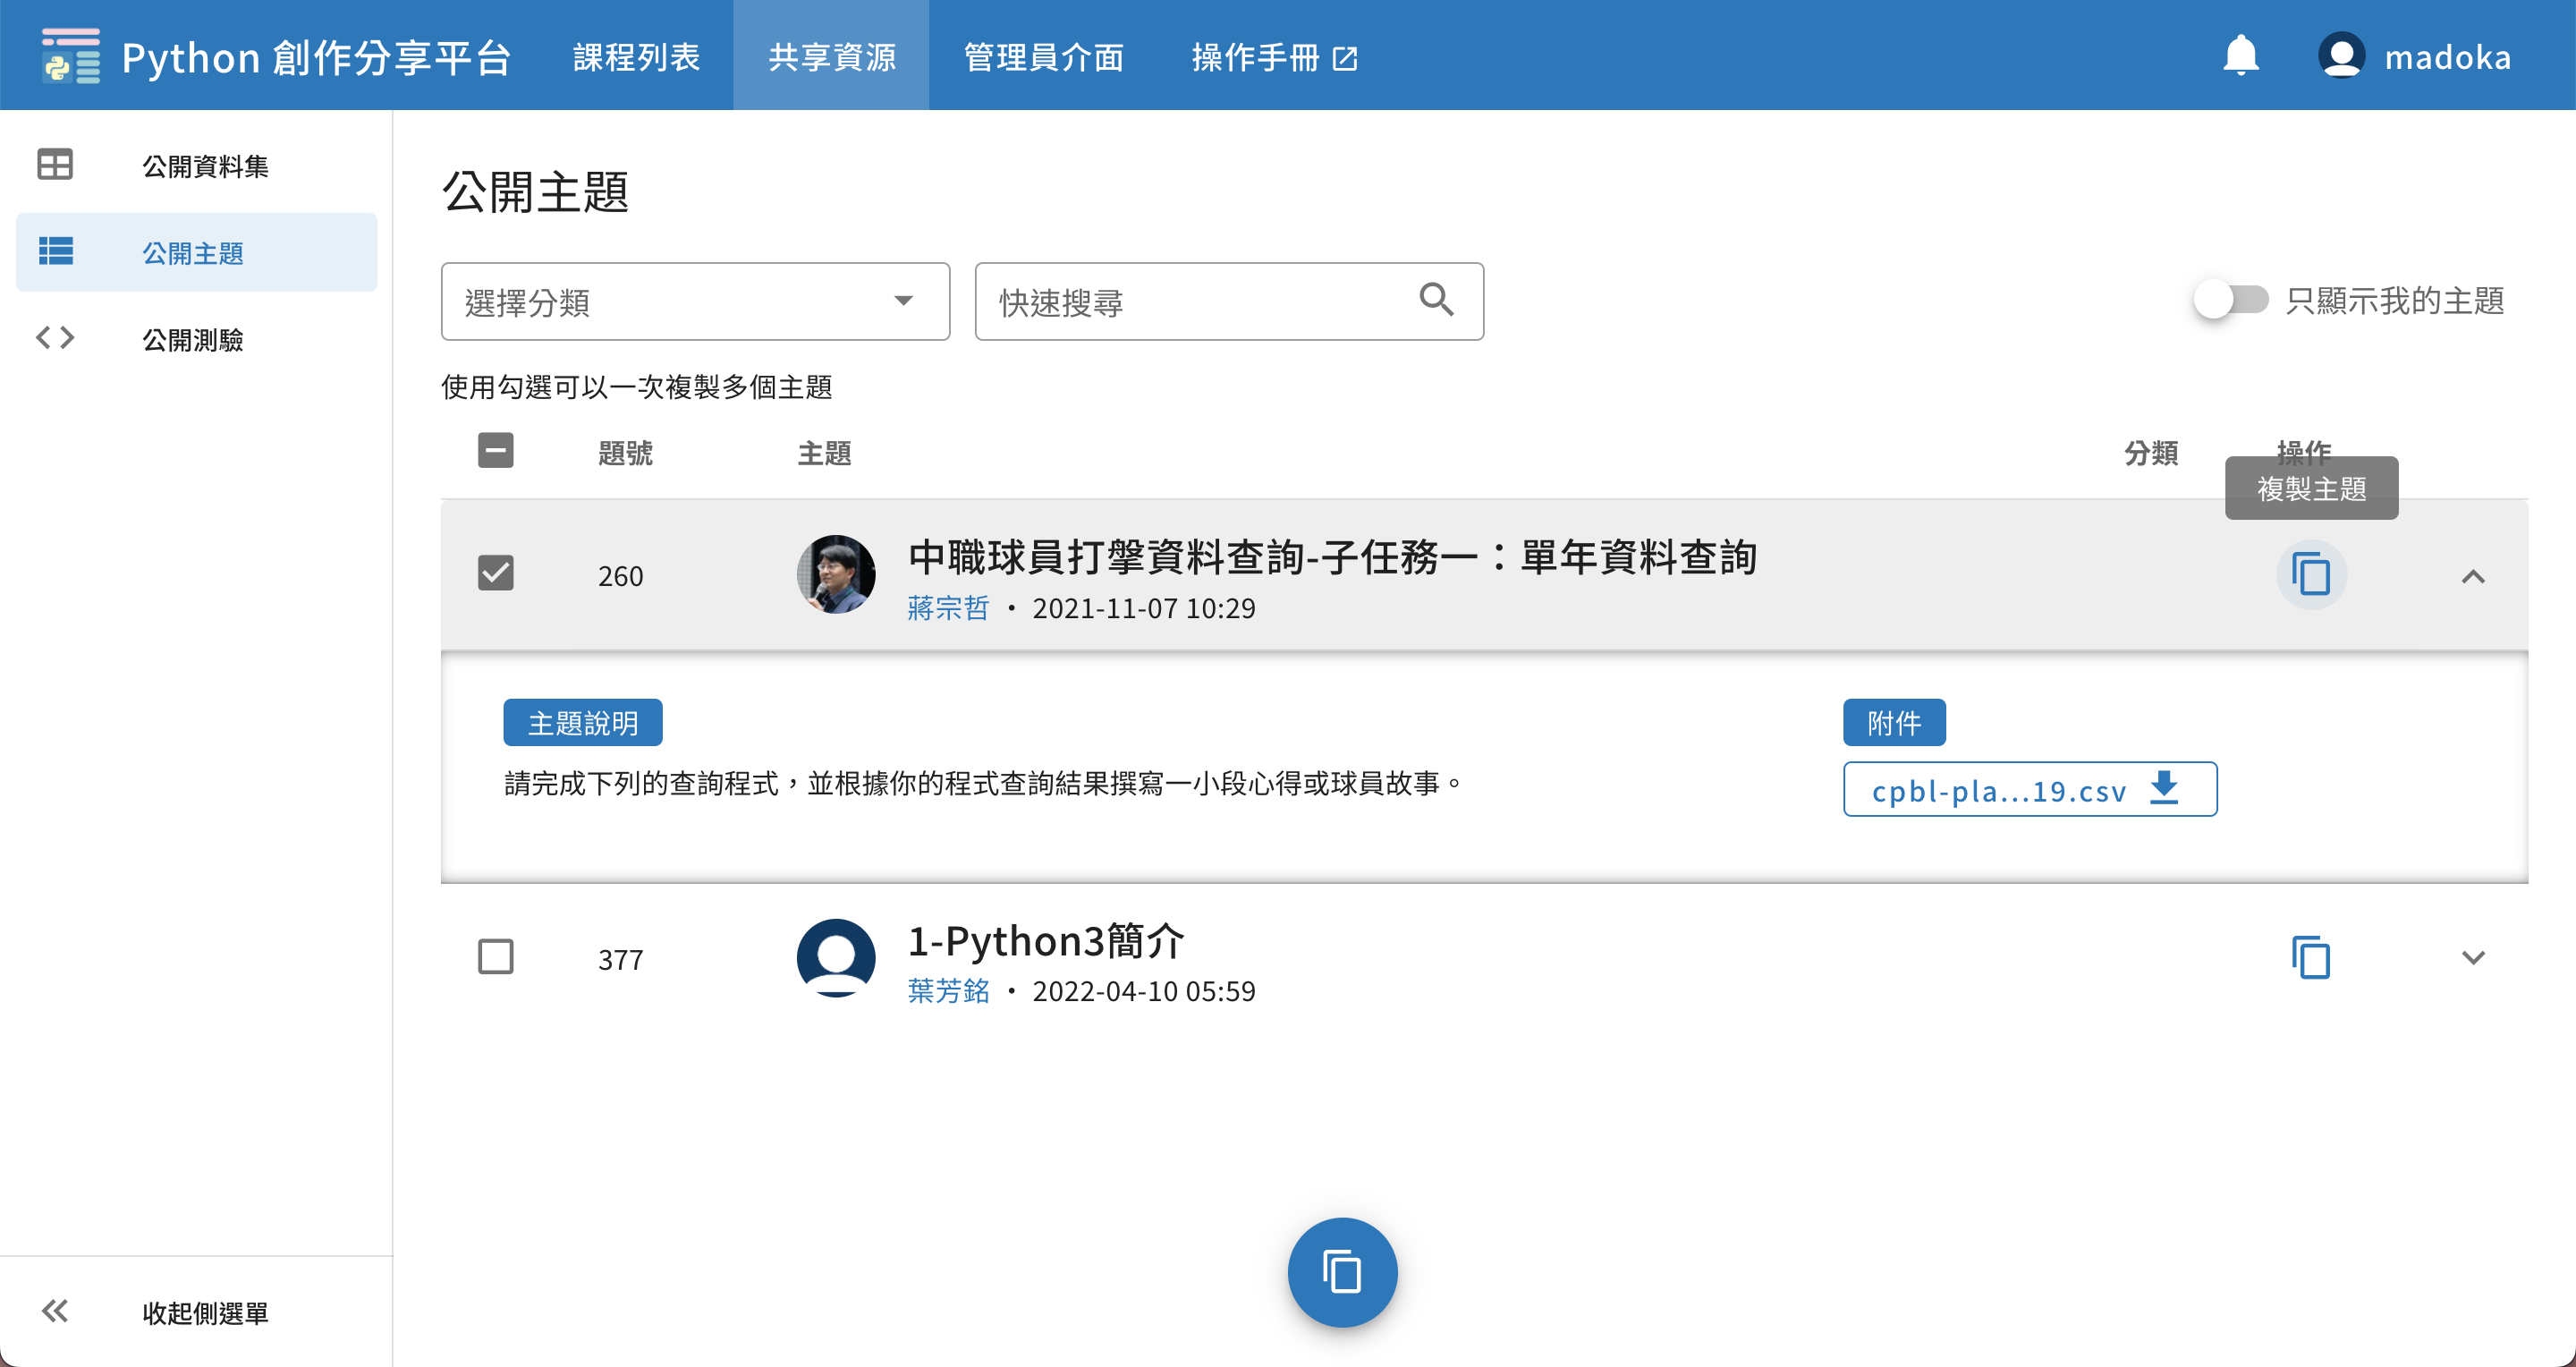 Python 創作分享平台
課程列表
共享資源
管理員介面
操作手冊
madoka
公開資料集
公開主題
公開測驗
收起側選單
公開主題
選擇分類
快速搜尋
只顯示我的主題
使用勾選可以一次複製多個主題
題號
主題
分類
操作
複製主題
260
中職球員打擊資料查詢-子任務一：單年資料查詢
蔣宗哲 • 2021-11-07 10:29
主題說明
請完成下列的查詢程式，並根據你的程式查詢結果撰寫一小段心得或球員故事。
附件
cpbl-pla...19.csv
377
1-Python3簡介
葉芳銘 • 2022-04-10 05:59